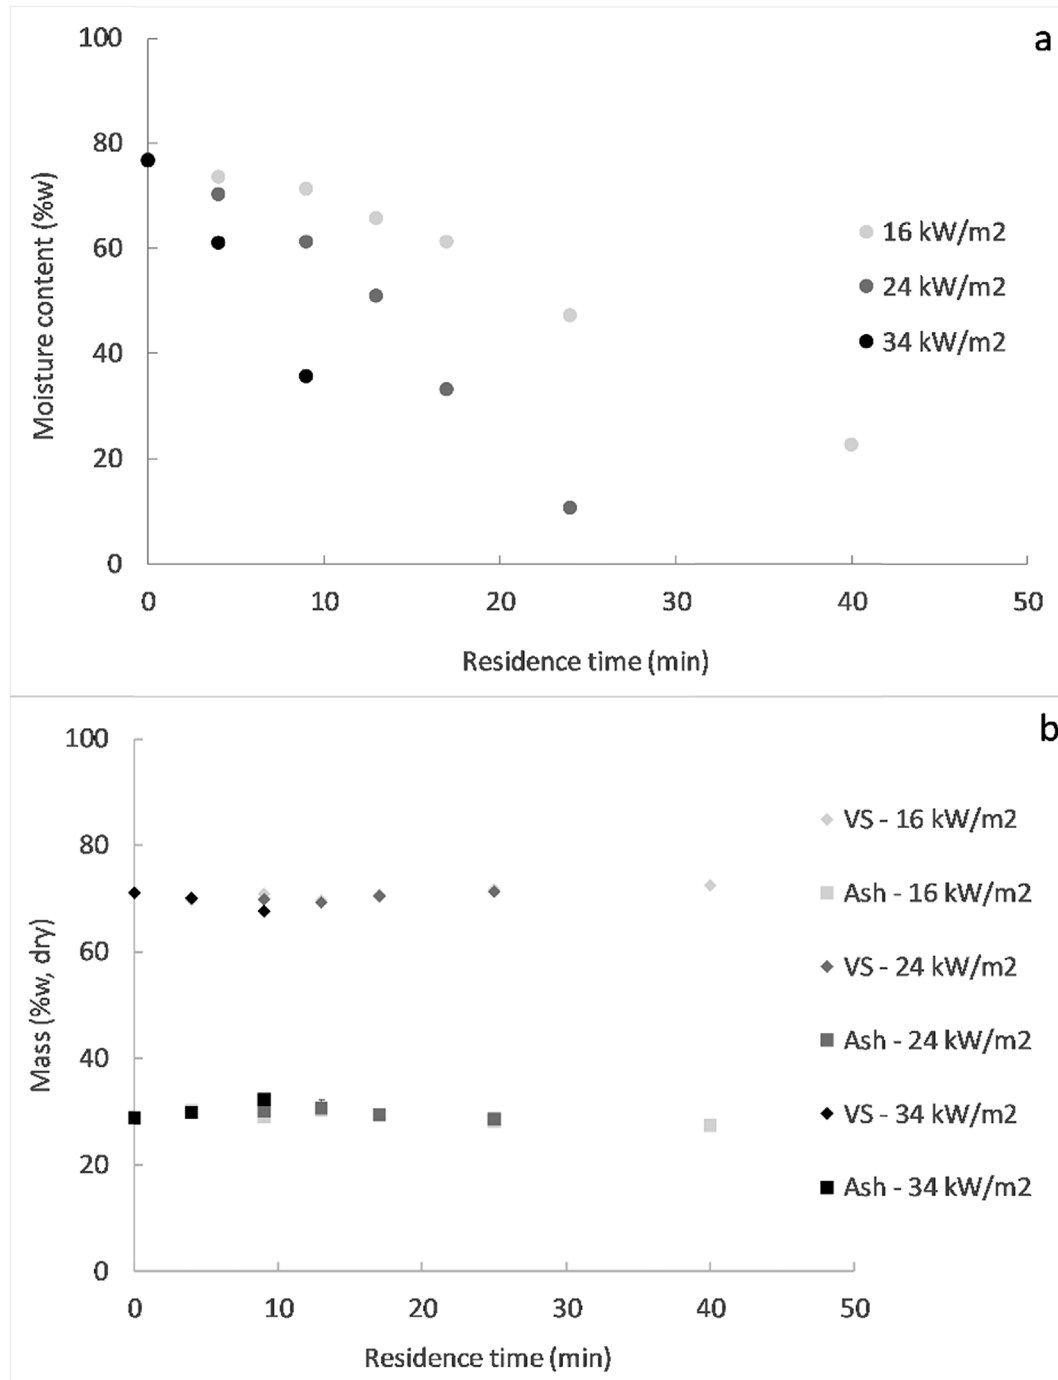 a
100
80
60
40
20
0
Moisture content (%w)
16 kW/m2
24 kW/m2
34 kW/m2
0 10 20 30 40 50
Residence time (min)
b
100
80
60
40
20
0
Mass (%w, dry)
VS - 16 kW/m2
Ash - 16 kW/m2
VS - 24 kW/m2
Ash - 24 kW/m2
VS - 34 kW/m2
Ash - 34 kW/m2
0 10 20 30 40 50
Residence time (min)